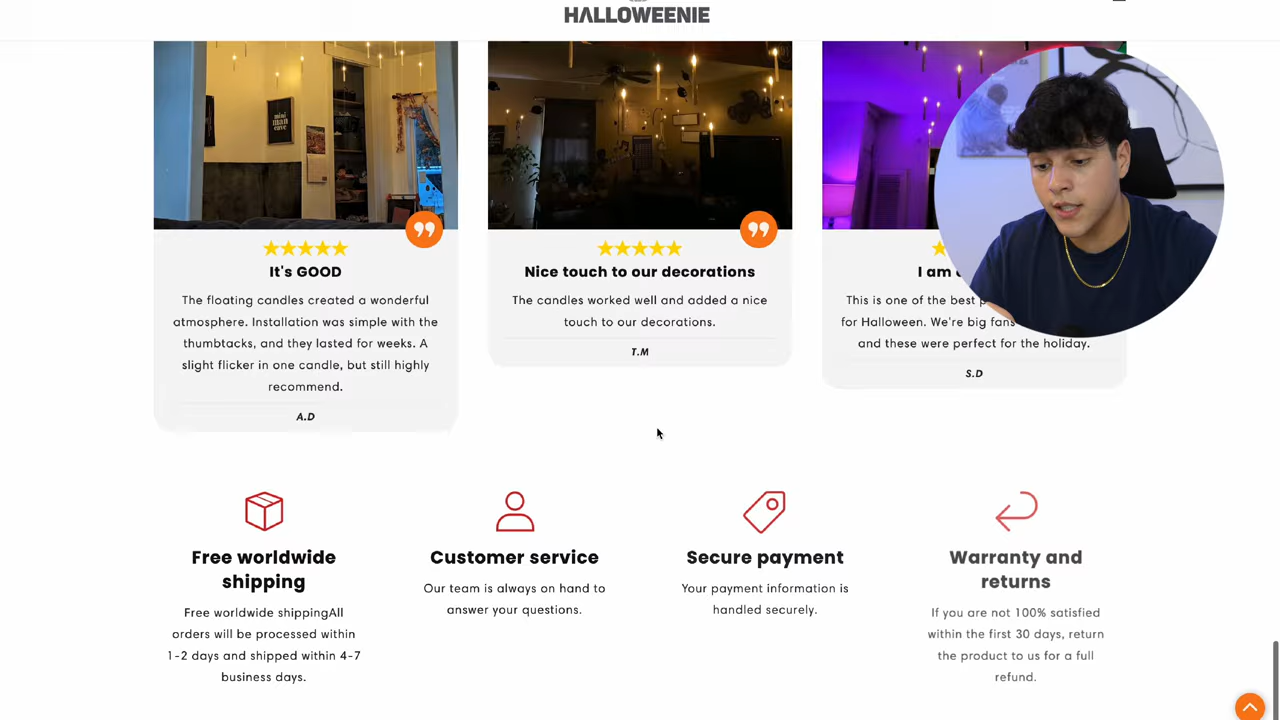 HALLOWEENIE
mini
man
cave
It's GOOD
The floating candles created a wonderful
atmosphere. Installation was simple with the
thumbtacks, and they lasted for weeks. A
slight flicker in one candle, but still highly
recommend.
A.D
Nice touch to our decorations
The candles worked well and added a nice
touch to our decorations.
T.M
I am
This is one of the best
for Halloween. We're big fans
and these were perfect for the holiday.
S.D
Free worldwide
shipping
Free worldwide shippingAll
orders will be processed within
1-2 days and shipped within 4-7
business days.
Customer service
Our team is always on hand to
answer your questions.
Secure payment
Your payment information is
handled securely.
Warranty and
returns
If you are not 100% satisfied
within the first 30 days, return
the product to us for a full
refund.